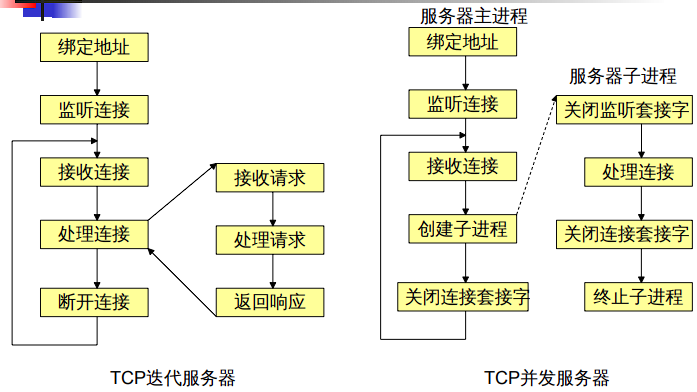 绑定地址
监听连接
接收连接
处理连接
断开连接
接收请求
处理请求
返回响应
TCP迭代服务器
服务器主进程
绑定地址
监听连接
接收连接
创建子进程
关闭连接套接字
服务器子进程
关闭监听套接字
处理连接
关闭连接套接字
终止子进程
TCP并发服务器